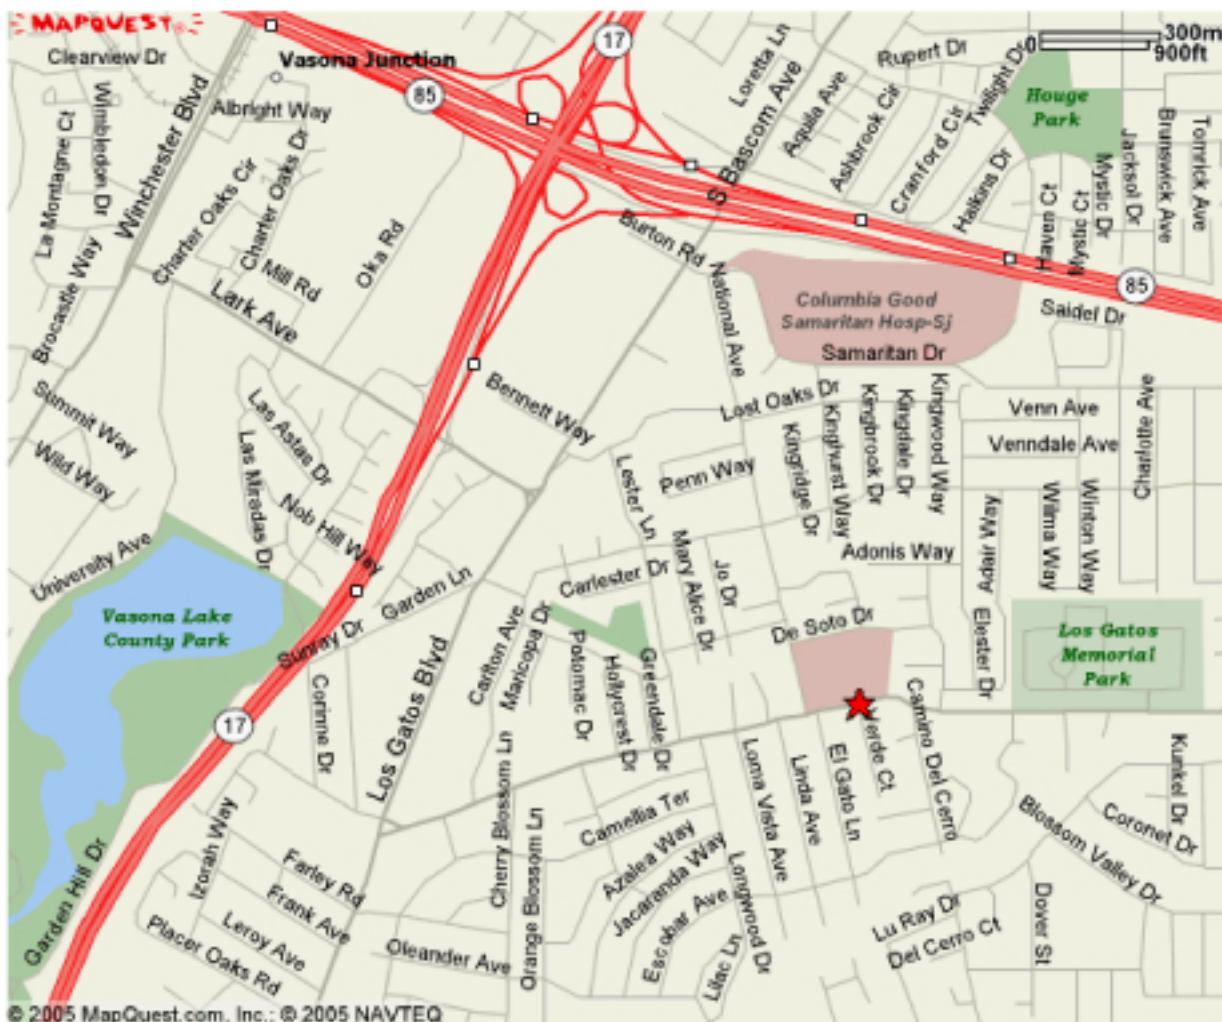 MAPQUEST
Clearview Dr
Vasona Junction
17
85
Albright Way
Winchester Blvd
Wimbledon Dr
La Montagne Ct
Charter Oaks Cir
Charter Oaks Dr
Mill Rd
Oka Rd
Lark Ave
Brocastle Way
Summit Way
Wild Way
Loretta Ln
S Bascom Ave
Aquila Ave
Ashbrook Cir
Rupert Dr
Cranford Cir
Twilight Dr
Halkins Dr
0
300m
900ft
Houge
Park
Haven Ct
Mystic Ct
Mystic Dr
Jacksol Dr
Brunswick Ave
Tomrick Ave
85
Saidel Dr
Burton Rd
National Ave
Columbia Good
Samaritan Hosp-Sj
Samaritan Dr
Bennett Way
Las Astas Dr
Las Miradas Dr
Nob Hill Way
Lost Oaks Dr
Penn Way
Kingridge Dr
Kinghurst Way
Kingbrook Dr
Kingdale Dr
Kingwood Way
Venn Ave
Venndale Ave
Charlotte Ave
Wilma Way
Winton Way
Adair Way
Adonis Way
Elester Dr
Lester Ln
Mary Alice Dr
Jo Dr
De Soto Dr
Carlester Dr
University Ave
Vasona Lake
County Park
Sunray Dr
Garden Ln
Corinne Dr
Los Gatos Blvd
Carlton Ave
Maricopa Dr
Potomac Dr
Hollycrest Dr
Greendale Dr
Los Gatos
Memorial
Park
17
Garden Hill Dr
Izorah Way
Farley Rd
Frank Ave
Leroy Ave
Placer Oaks Rd
Oleander Ave
Cherry Blossom Ln
Orange Blossom Ln
Camellia Ter
Azalea Way
Jacaranda Way
Escobar Ave
Lilac Ln
Longwood Dr
Loma Vista Ave
Linda Ave
El Gato Ln
erde Ct
Camino Del Cerro
Lu Ray Dr
Del Cerro Ct
Dover St
Blossom Valley Dr
Coronet Dr
Kunkel Dr
© 2005 MapQuest.com, Inc.; © 2005 NAVTEQ